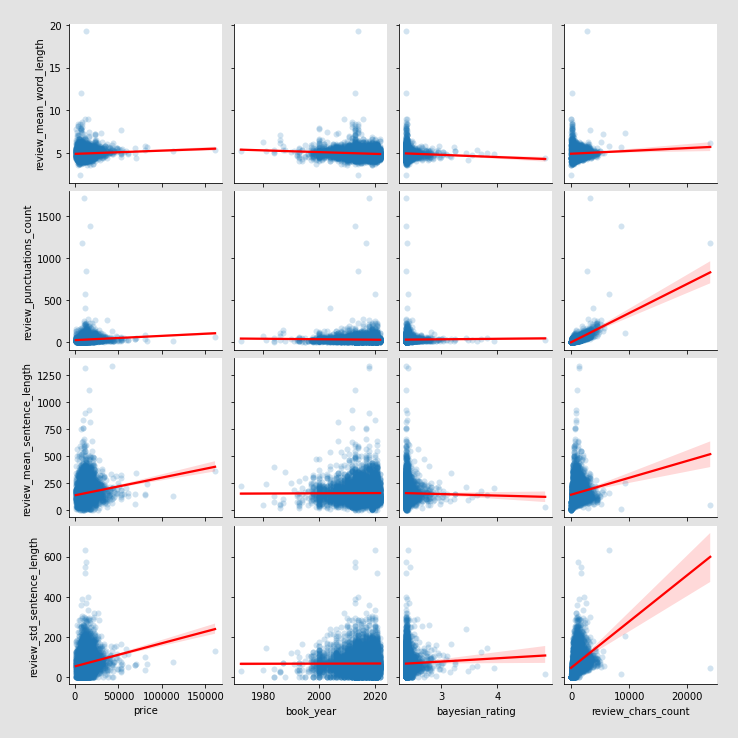 20
15
10
5
review_mean_word_length
1500
1000
500
0
review_punctuations_count
1250
1000
750
500
250
0
review_mean_sentence_length
600
400
200
0
review_std_sentence_length
0 50000 100000 150000
1980 2000 2020
3 4
0 10000 20000
price
book_year
bayesian_rating
review_chars_count